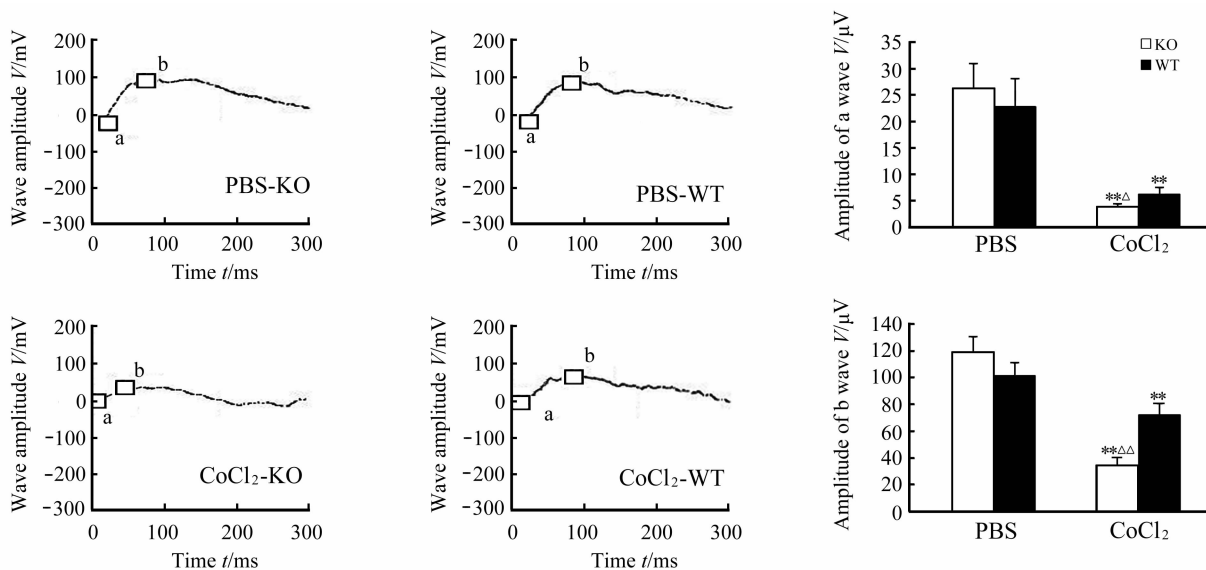 Wave amplitude V/mV
200
100
0
-100
-200
-300
b
a
PBS-KO
0 100 200 300
Time t/ms
Wave amplitude V/mV
200
100
0
-100
-200
-300
b
a
PBS-WT
0 100 200 300
Time t/ms
Amplitude of a wave V/μV
35
30
25
20
15
10
5
0
KO
WT
**△
**
PBS CoCl₂
Wave amplitude V/mV
200
100
0
-100
-200
-300
b
a
CoCl₂-KO
0 100 200 300
Time t/ms
Wave amplitude V/mV
200
100
0
-100
-200
-300
b
a
CoCl₂-WT
0 100 200 300
Time t/ms
Amplitude of b wave V/μV
140
120
100
80
60
40
20
0
**△△
**
PBS CoCl₂